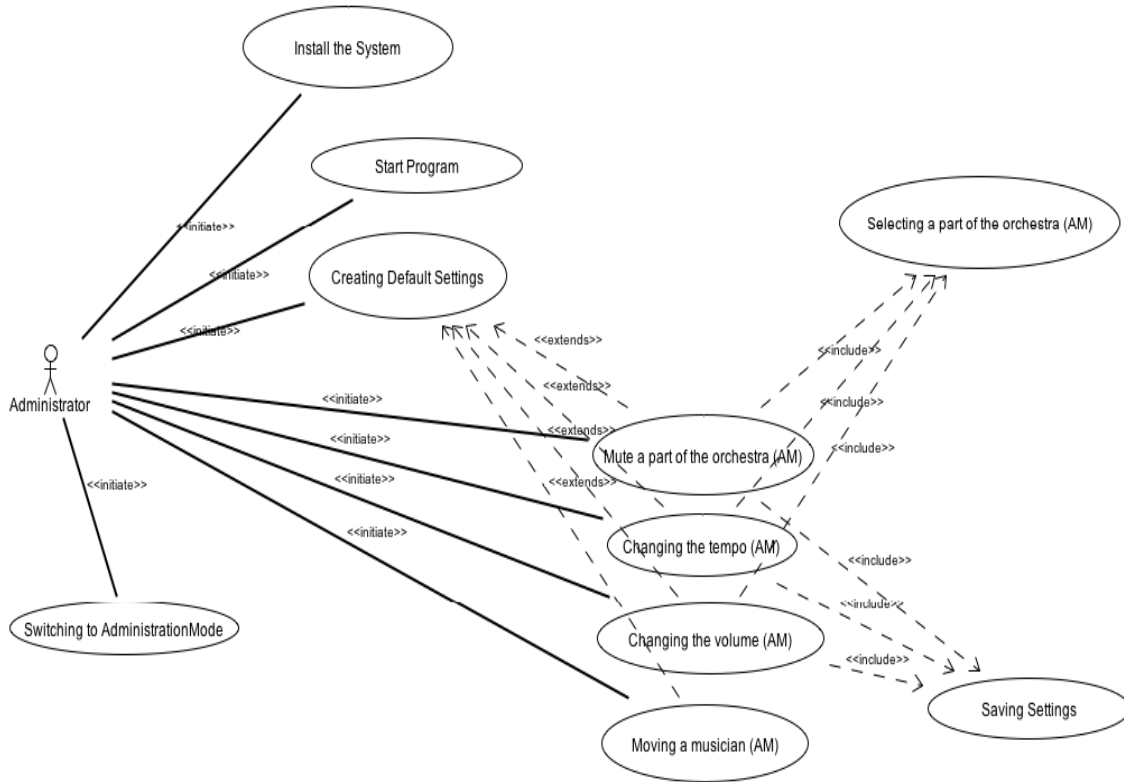 Install the System
Start Program
Selecting a part of the orchestra (AM)
<<initiate>>
<<initiate>>
Creating Default Settings
<<initiate>>
<<extends>>
<<include>>
Administrator
<<initiate>>
<<extends>>
<<include>>
<<initiate>>
<<extends>>
<<include>>
Mute a part of the orchestra (AM)
<<initiate>>
<<initiate>>
<<extends>>
<<initiate>>
Changing the tempo (AM)
<<include>>
<<include>>
Switching to AdministrationMode
Changing the volume (AM)
<<include>>
Saving Settings
Moving a musician (AM)